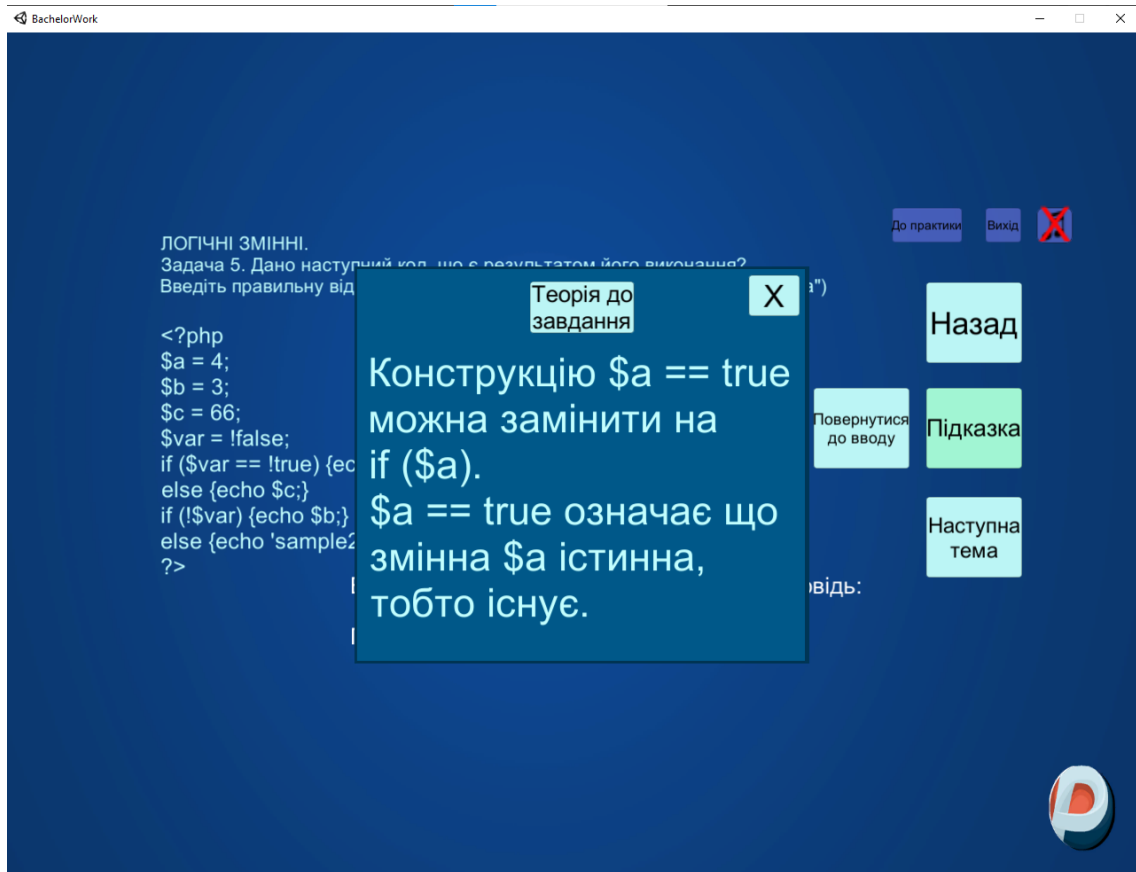 BachelorWork
До практики
Вихід
ЛОГІЧНІ ЗМІННІ.
Задача 5. Дано наступний код, що є результатом його виконання?
Введіть правильну
<?php
$a = 4;
$b = 3;
$c = 66;
$var = !false;
if ($var == !true) {
else {echo $c;}
if (!$var) {echo $b;}
else {echo 'sample2
?>
Теорія до
завдання
X
Конструкцію $a == true
можна замінити на
if ($a).
$a == true означає що
змінна $a істинна,
тобто існує.
Назад
Повернутися
до вводу
Підказка
Наступна
тема